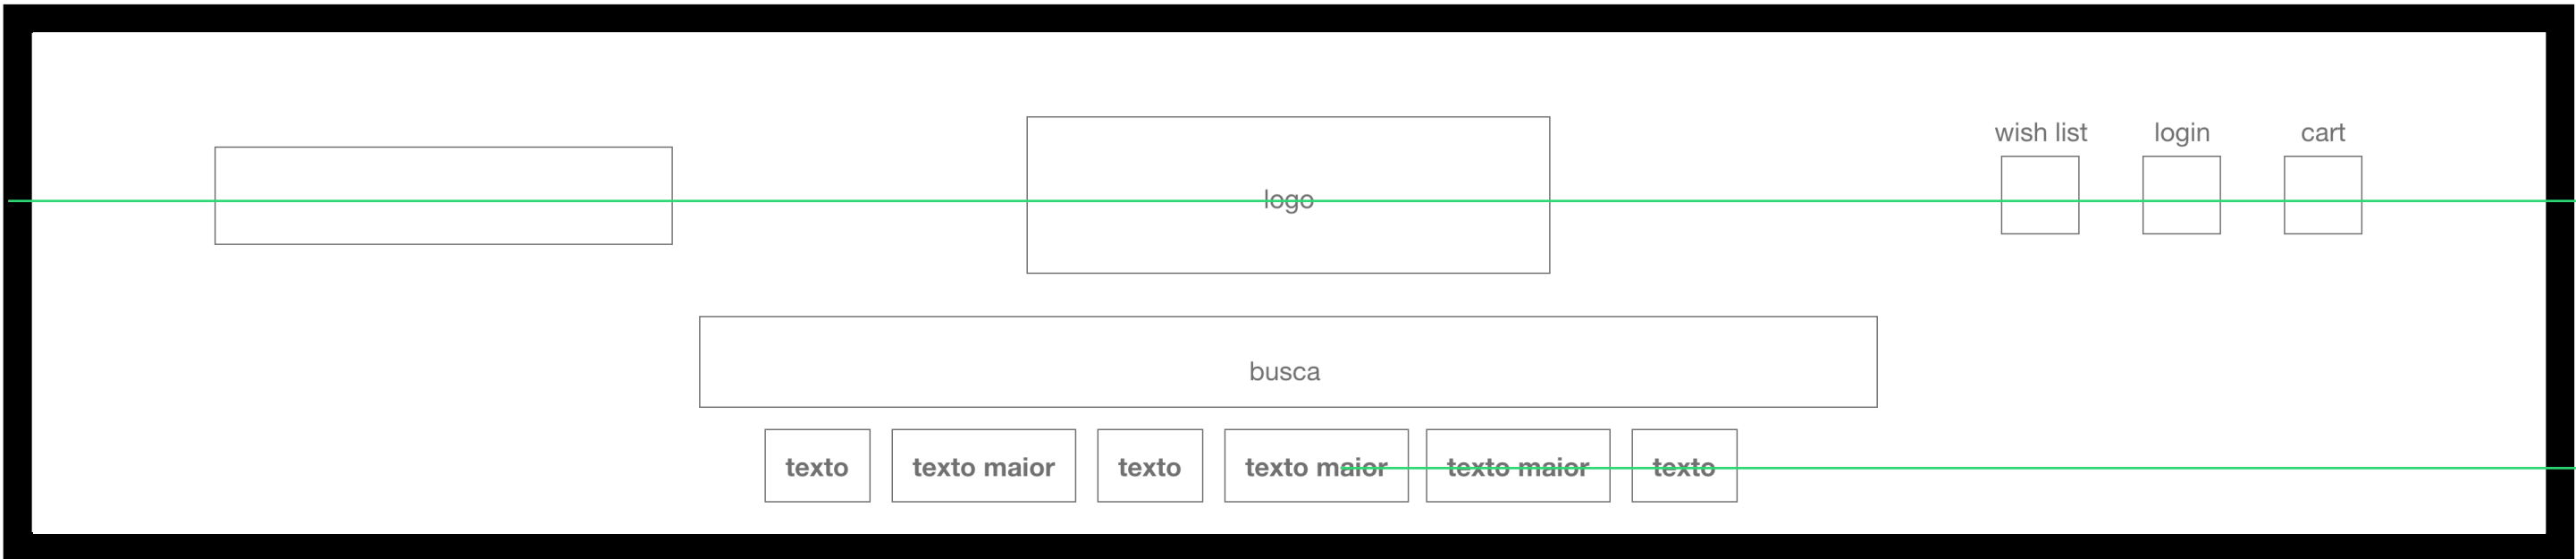 wish list login cart
logo
busca
texto texto maior texto texto maior texto maior texto